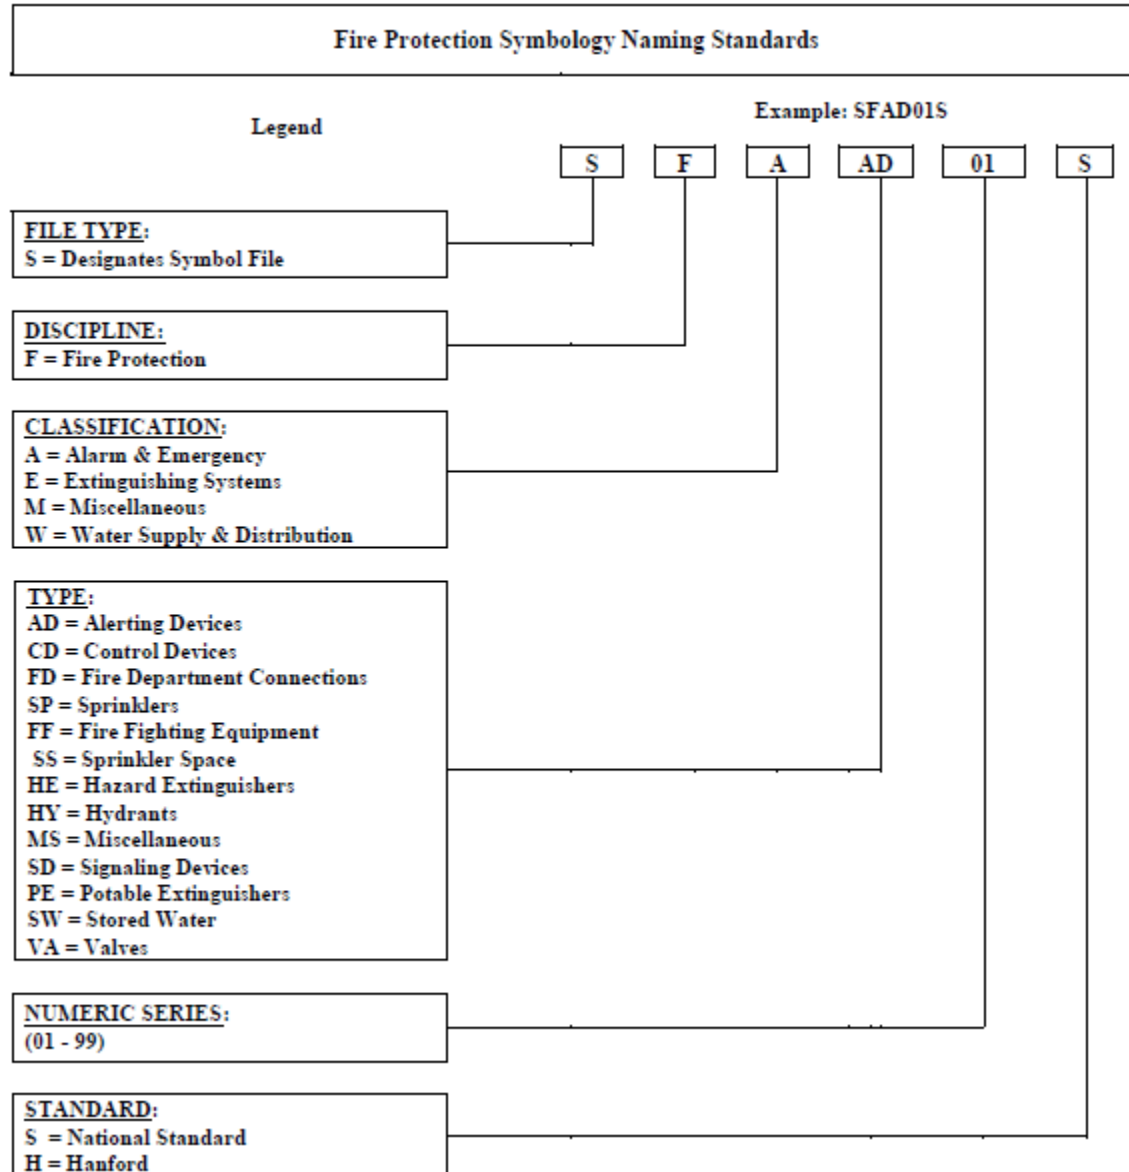 Fire Protection Symbology Naming Standards
Legend
Example: SFAD01S
S F A AD 01 S
FILE TYPE:
S = Designates Symbol File
DISCIPLINE:
F = Fire Protection
CLASSIFICATION:
A = Alarm & Emergency
E = Extinguishing Systems
M = Miscellaneous
W = Water Supply & Distribution
TYPE:
AD = Alerting Devices
CD = Control Devices
FD = Fire Department Connections
SP = Sprinklers
FF = Fire Fighting Equipment
SS = Sprinkler Space
HE = Hazard Extinguishers
HY = Hydrants
MS = Miscellaneous
SD = Signaling Devices
PE = Potable Extinguishers
SW = Stored Water
VA = Valves
NUMERIC SERIES:
(01 - 99)
STANDARD:
S = National Standard
H = Hanford